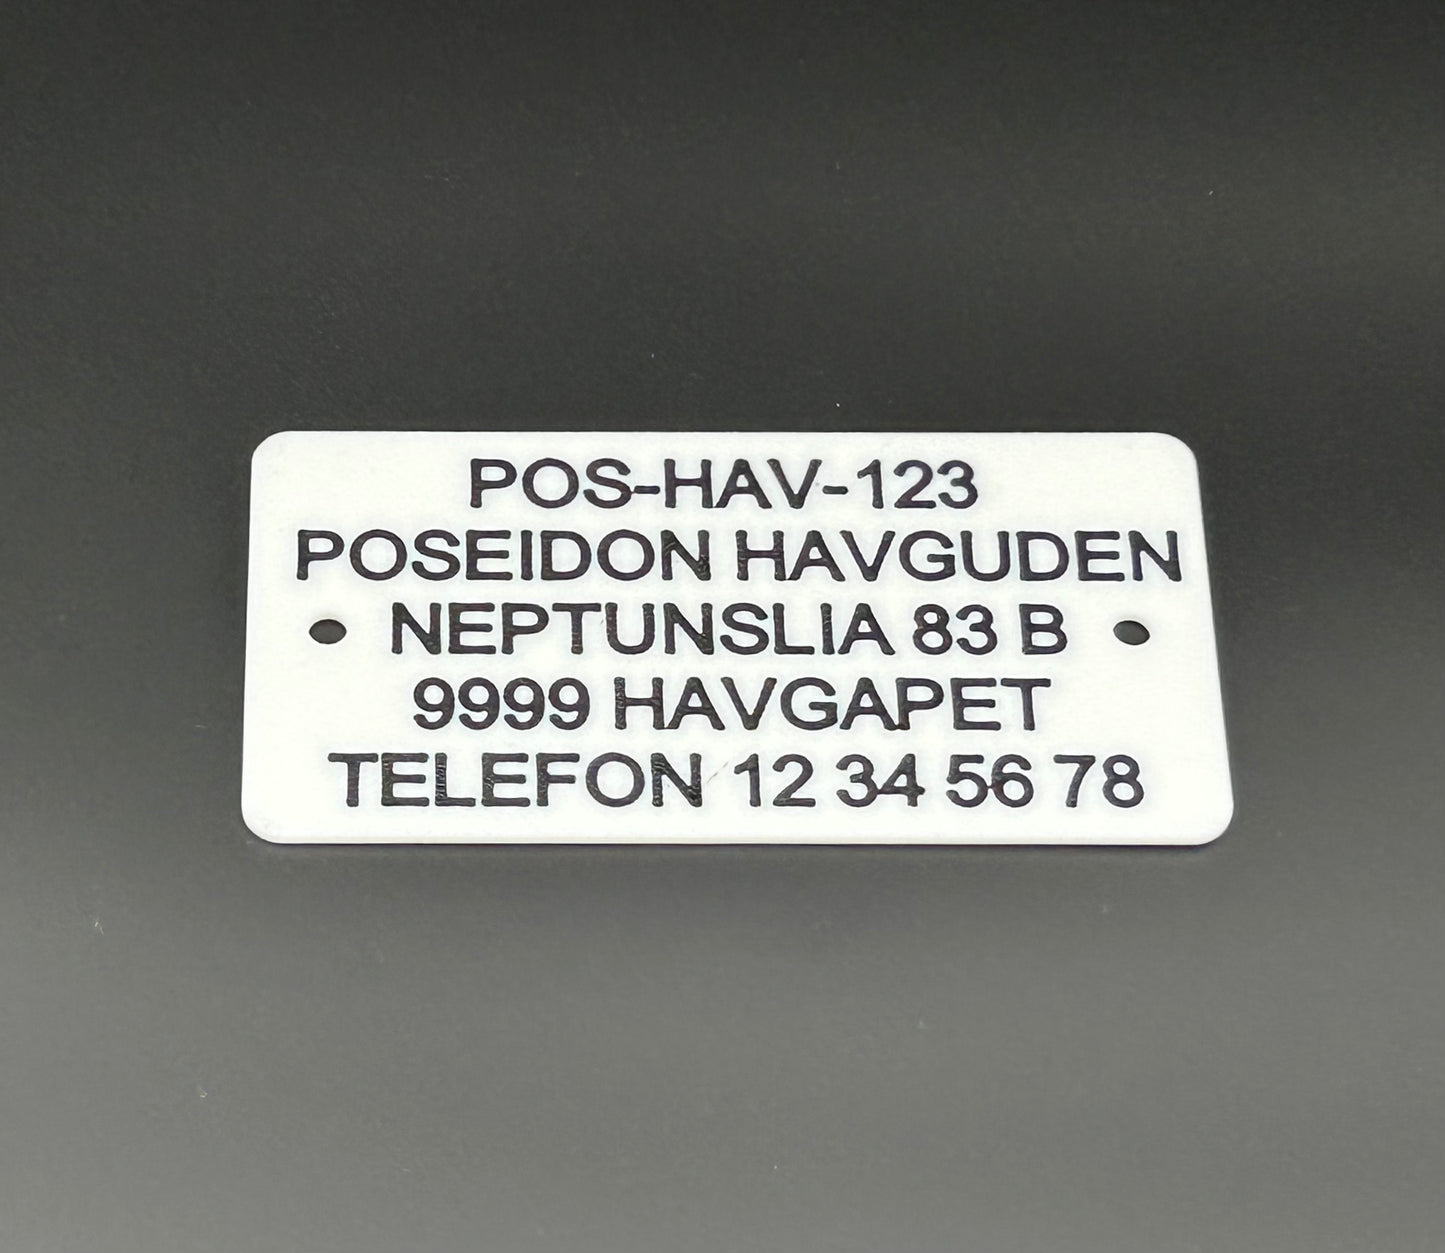 POS-HAV-123
POSEIDON HAVGUDEN
NEPTUNSLIA 83 B
9999 HAVGAPET
TELEFON 12 34 56 78